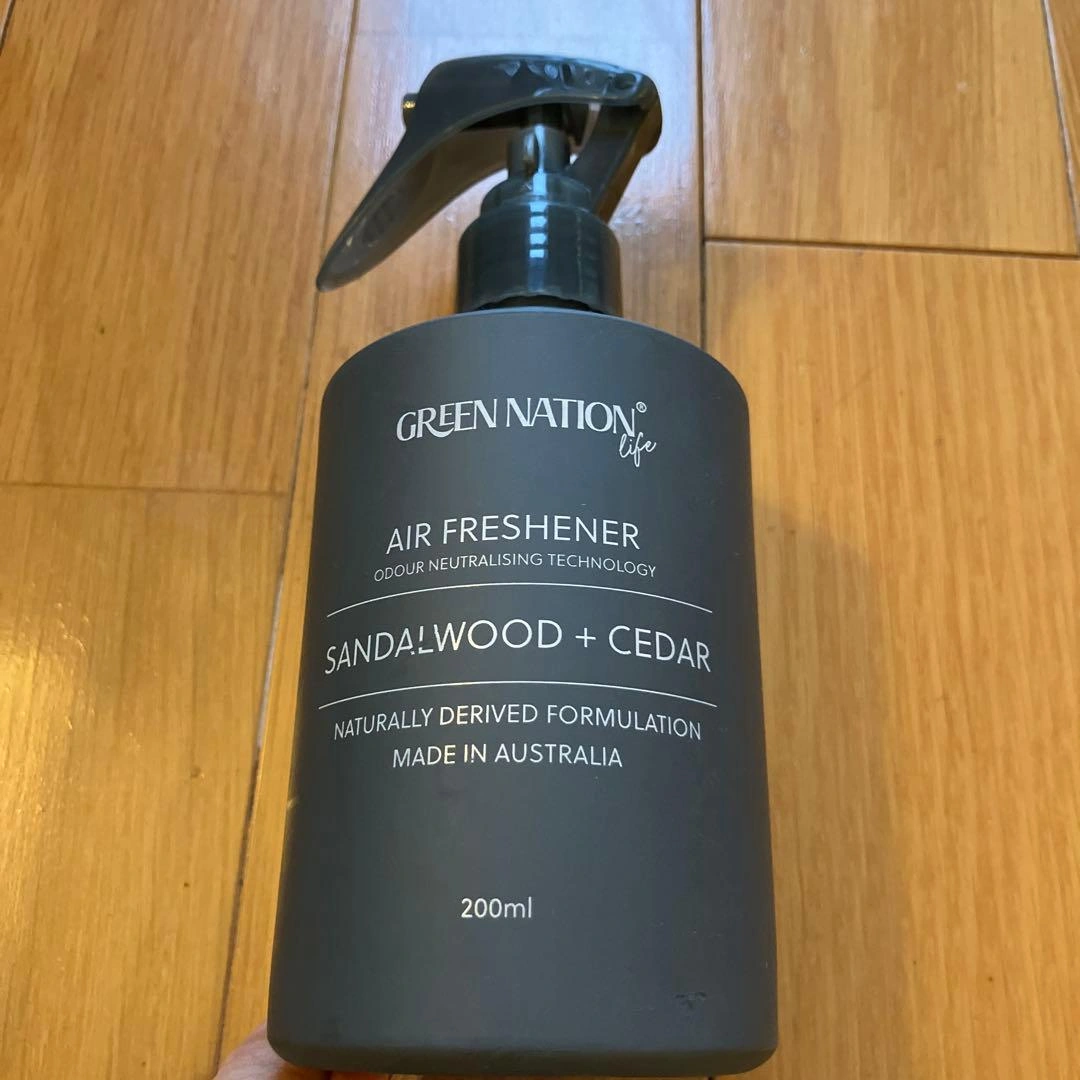 GREEN NATION®
life
AIR FRESHENER
ODOUR NEUTRALISING TECHNOLOGY
SANDALWOOD + CEDAR
NATURALLY DERIVED FORMULATION
MADE IN AUSTRALIA
200ml